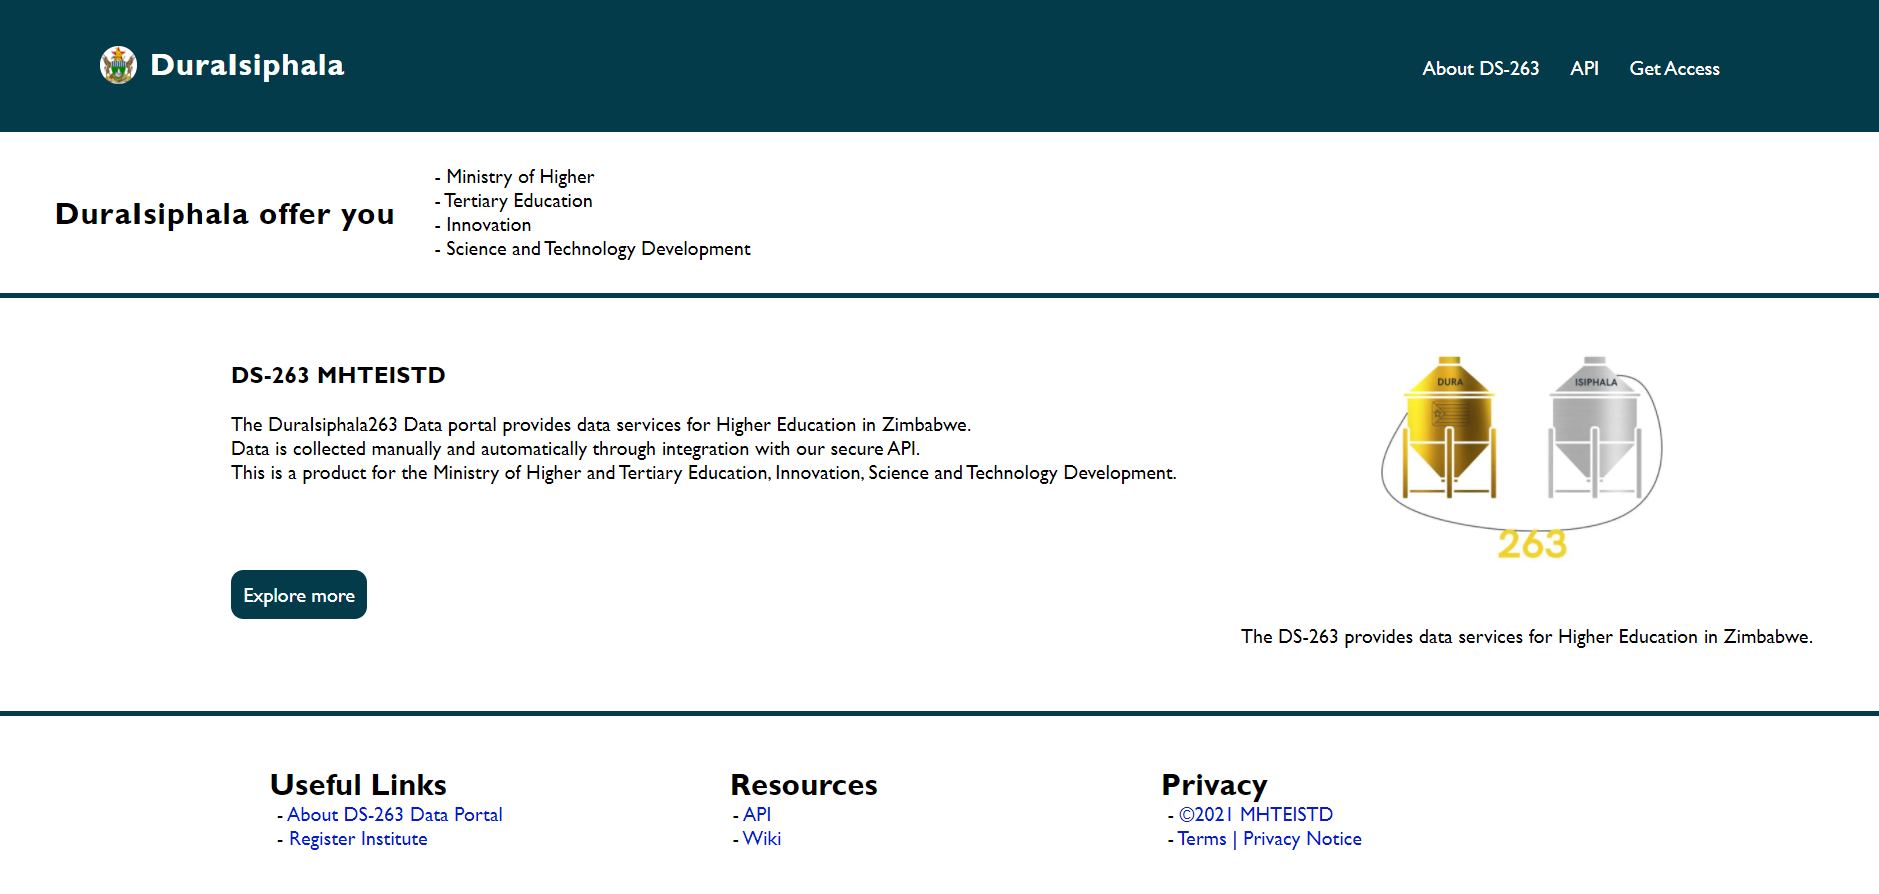 DuraIsiphala
About DS-263 API Get Access
DuraIsiphala offer you
- Ministry of Higher
- Tertiary Education
- Innovation
- Science and Technology Development
DS-263 MHTEISTD
The DuraIsiphala263 Data portal provides data services for Higher Education in Zimbabwe.
Data is collected manually and automatically through integration with our secure API.
This is a product for the Ministry of Higher and Tertiary Education, Innovation, Science and Technology Development.
Explore more
DURA ISIPHALA
263
The DS-263 provides data services for Higher Education in Zimbabwe.
Useful Links
- About DS-263 Data Portal
- Register Institute
Resources
- API
- Wiki
Privacy
- ©2021 MHTEISTD
- Terms | Privacy Notice